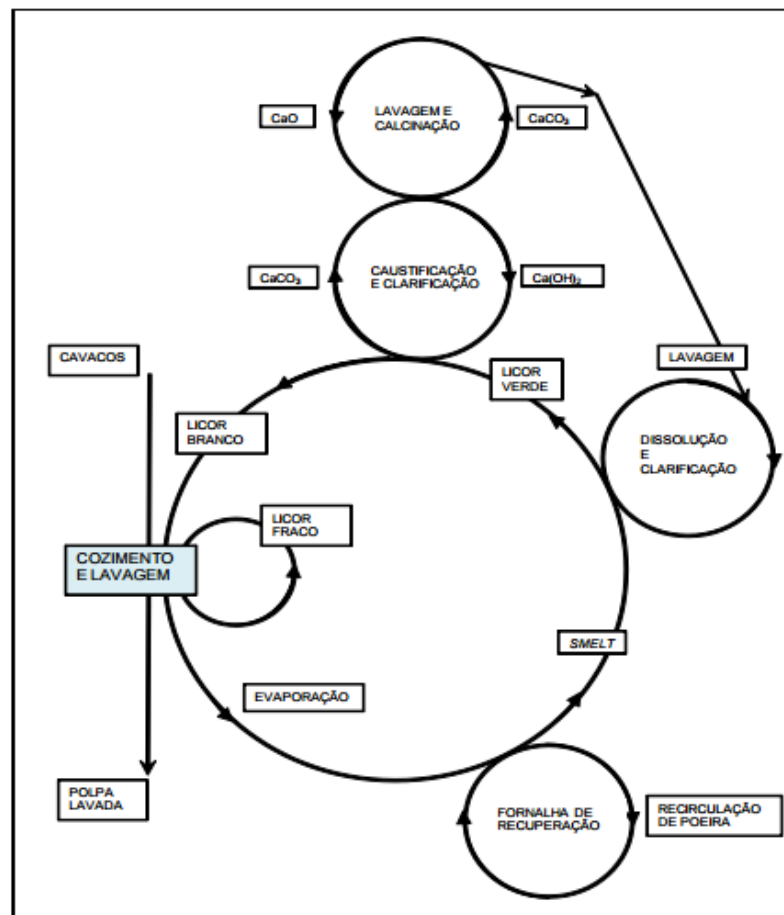 LAVAGEM E
CALCINAÇÃO
CaO
CaCO₃
CAUSTIFICAÇÃO
E CLARIFICAÇÃO
CaCO₃
Ca(OH)₂
CAVACOS
LAVAGEM
LICOR
VERDE
LICOR
BRANCO
DISSOLUÇÃO
E
CLARIFICAÇÃO
LICOR
FRACO
COZIMENTO
E LAVAGEM
SMELT
EVAPORAÇÃO
POLPA
LAVADA
FORNALHA DE
RECUPERAÇÃO
RECIRCULAÇÃO
DE POEIRA